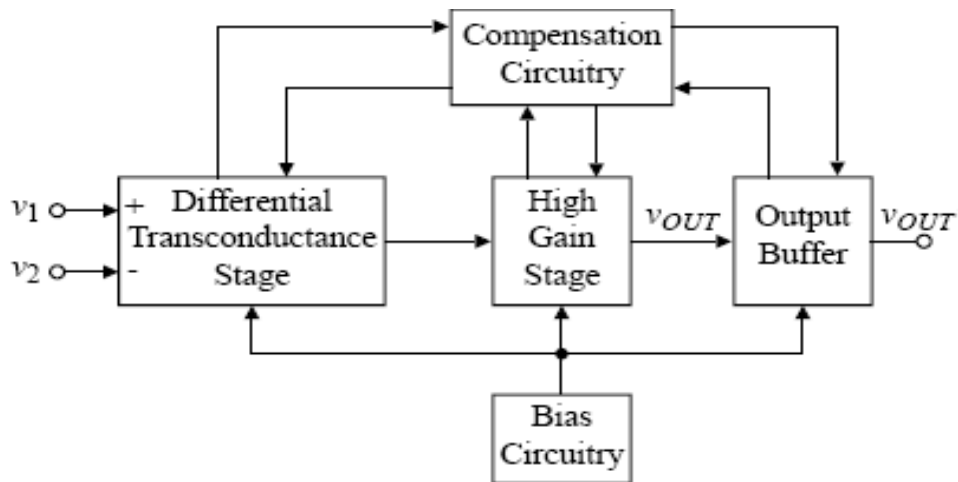 Compensation
Circuitry
v1
v2
+
-
Differential
Transconductance
Stage
High
Gain
Stage
vOUT
Output
Buffer
vOUT
Bias
Circuitry